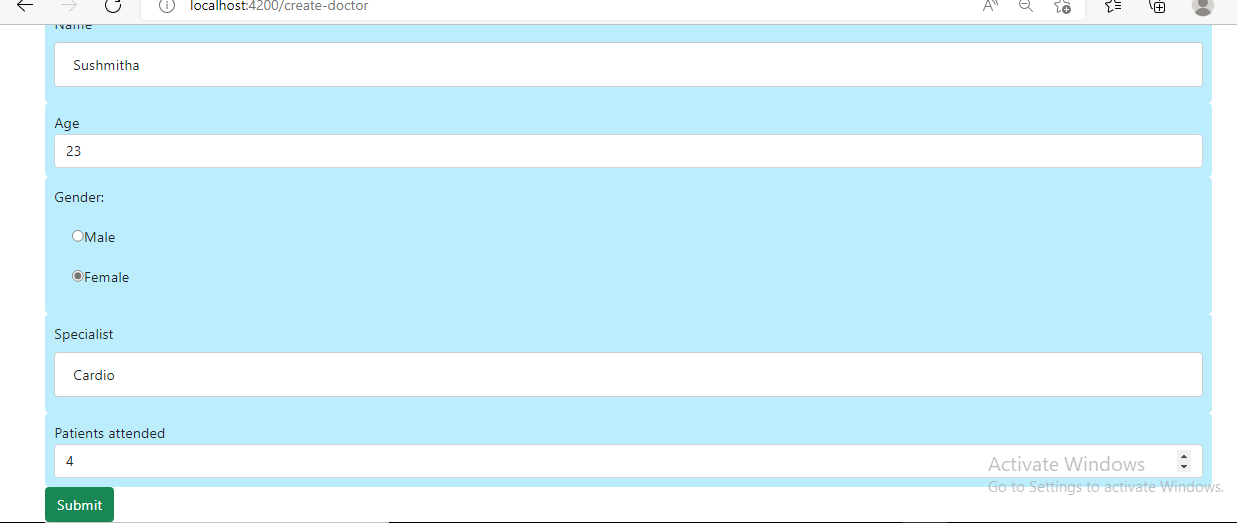 localhost:4200/create-doctor
Name
Sushmitha
Age
23
Gender:
Male
Female
Specialist
Cardio
Patients attended
4
Activate Windows
Go to Settings to activate Windows.
Submit